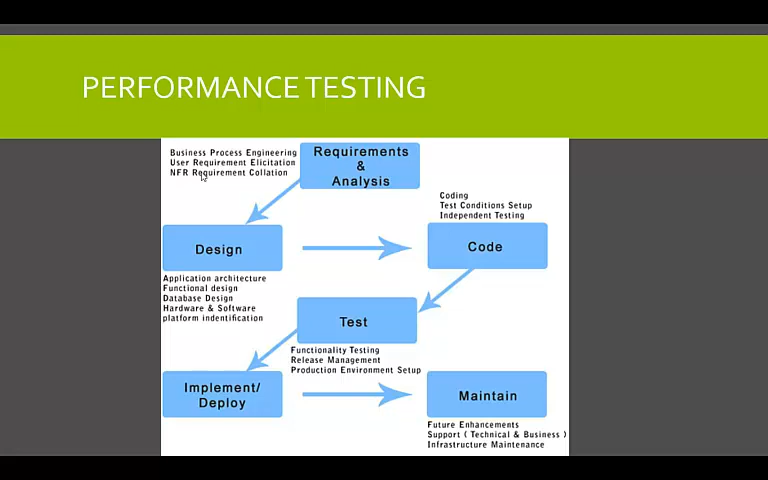 PERFORMANCE TESTING
Business Process Engineering
User Requirement Elicitation
NFR Requirement Collation
Requirements
&
Analysis
Coding
Test Conditions Setup
Independent Testing
Design
Code
Application architecture
Functional design
Database Design
Hardware & Software
platform indentification
Test
Functionality Testing
Release Management
Production Environment Setup
Implement/
Deploy
Maintain
Future Enhancements
Support ( Technical & Business )
Infrastructure Maintenance